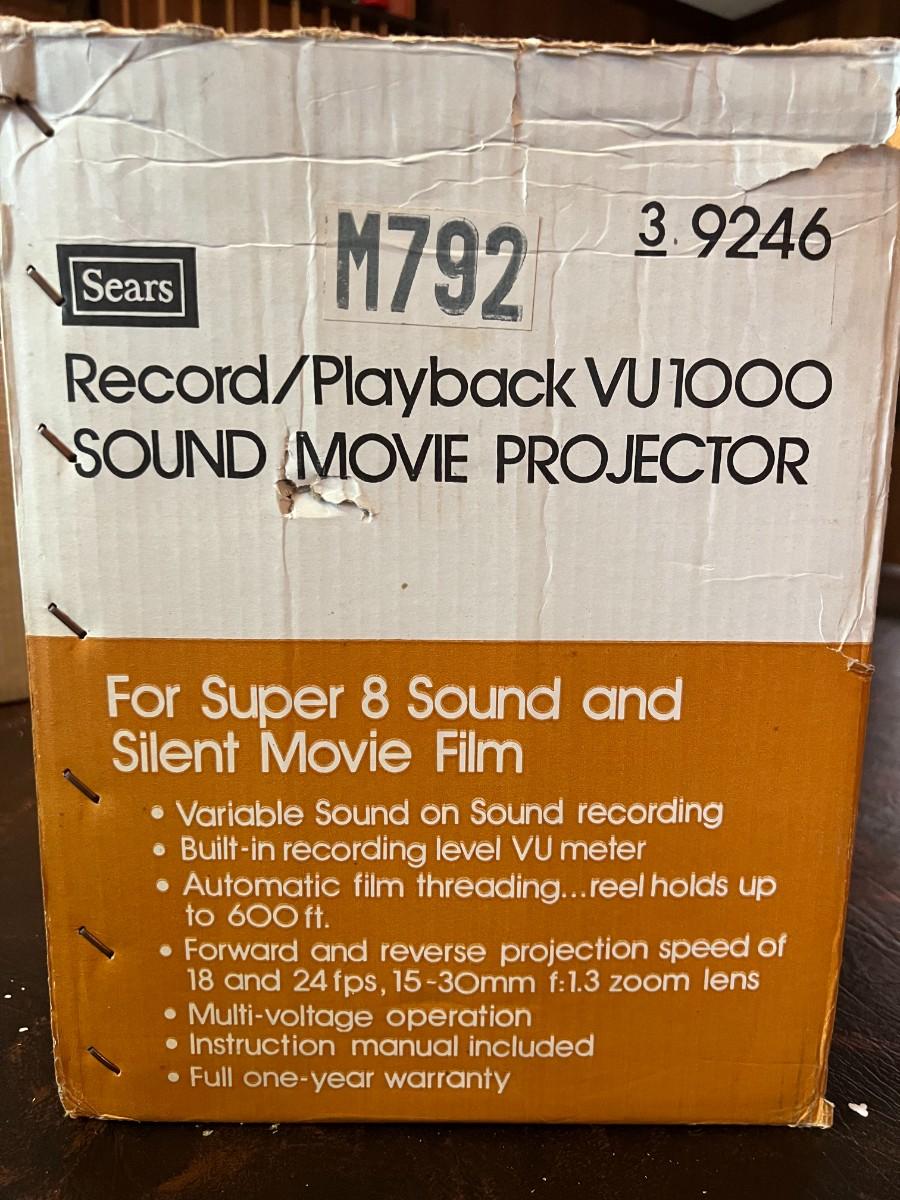 M792
3 9246
Sears
Record/Playback VU1000
SOUND MOVIE PROJECTOR
For Super 8 Sound and
Silent Movie Film
• Variable Sound on Sound recording
• Built-in recording level VU meter
• Automatic film threading...reel holds up
to 600 ft.
• Forward and reverse projection speed of
18 and 24 fps, 15-30mm f:1.3 zoom lens
• Multi-voltage operation
• Instruction manual included
• Full one-year warranty